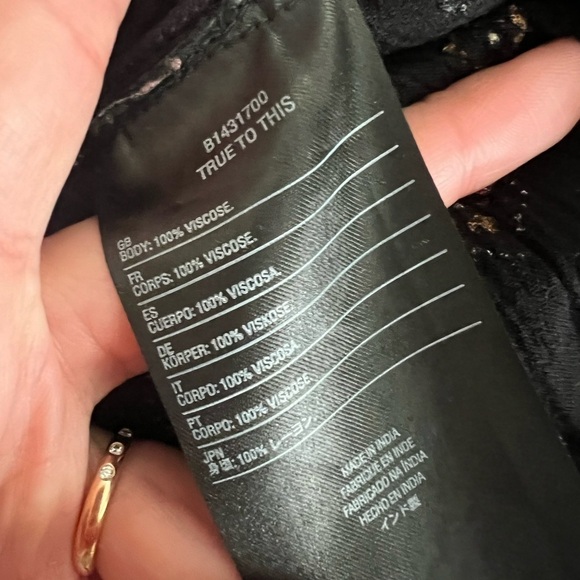 B1431700
TRUE TO THIS
GB
BODY: 100% VISCOSE.
FR
CORPS: 100% VISCOSE.
ES
CUERPO: 100% VISCOSA.
DE
KÖRPER: 100% VISKOSE.
IT
CORPO: 100% VISCOSA
PT
CORPO: 100% VISCOSE
JPN
身頃: 100% レーヨン
MADE IN INDIA
FABRIQUE EN INDE
FABRICADO NA ÍNDIA
HECHO EN INDIA
インド製